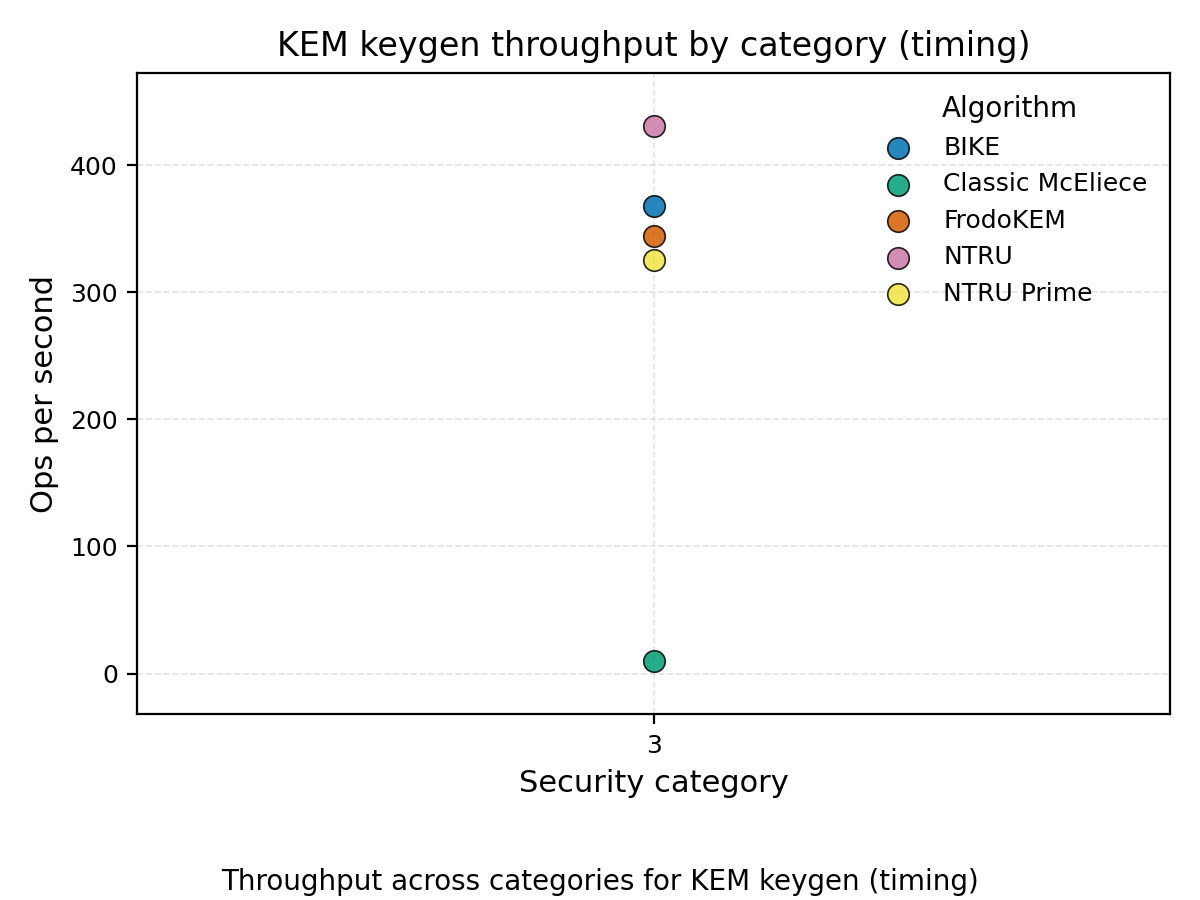 KEM keygen throughput by category (timing)
Algorithm
BIKE
Classic McEliece
FrodoKEM
NTRU
NTRU Prime
400
300
200
100
0
Ops per second
3
Security category
Throughput across categories for KEM keygen (timing)